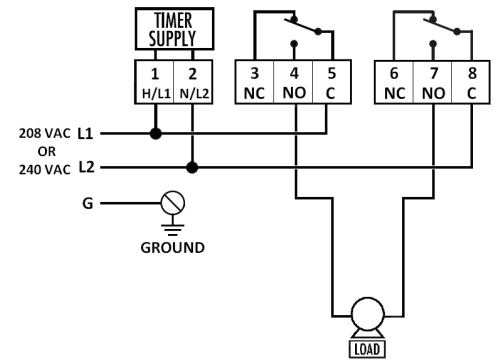 TIMER
SUPPLY
1 2 3 4 5 6 7 8
H/L1 N/L2 NC NO C NC NO C
208 VAC L1
OR
240 VAC L2
G
GROUND
LOAD